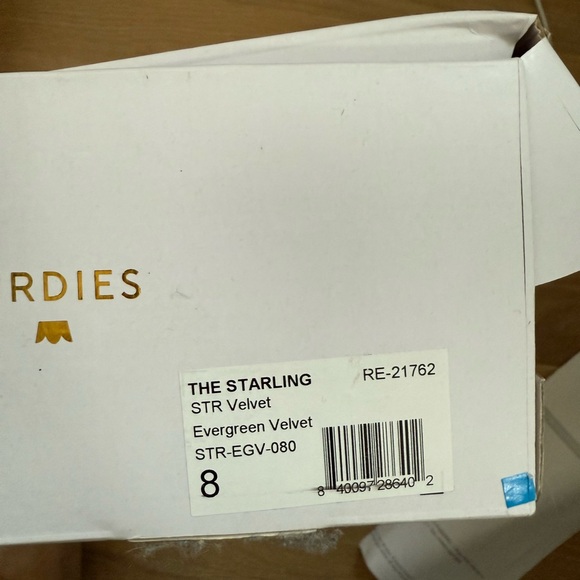 RDIES
THE STARLING RE-21762
STR Velvet
Evergreen Velvet
STR-EGV-080
8
8 40097 28640 2